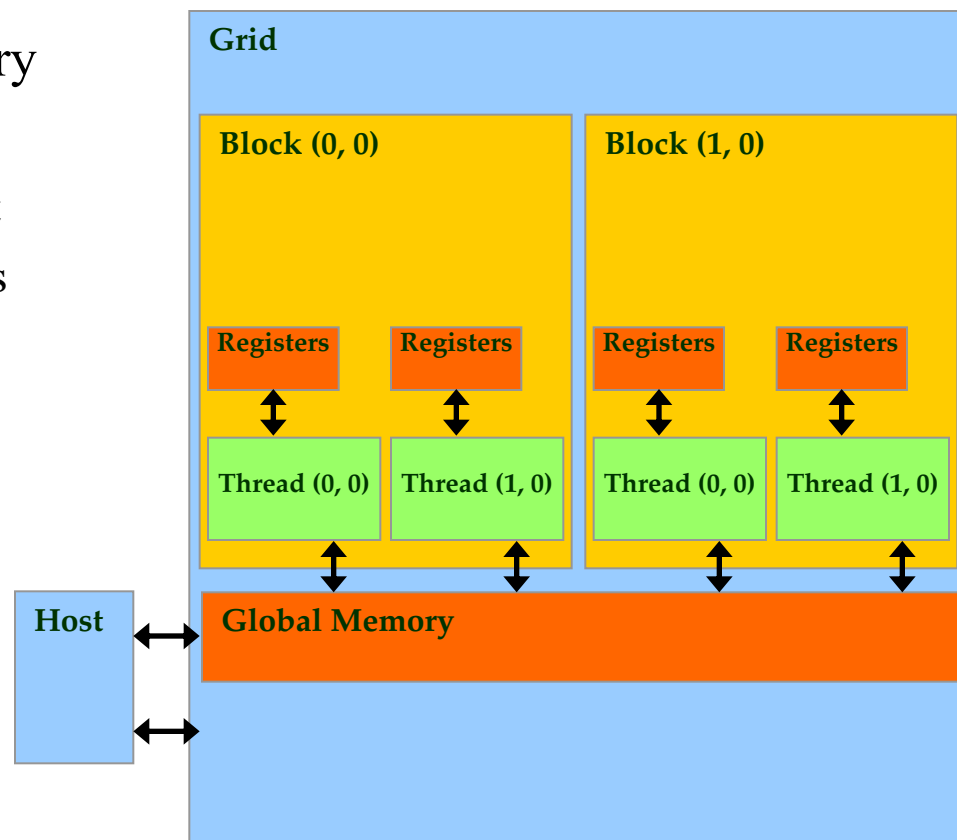 Grid
Block (0, 0)
Block (1, 0)
Registers
Registers
Registers
Registers
Thread (0, 0)
Thread (1, 0)
Thread (0, 0)
Thread (1, 0)
Host
Global Memory